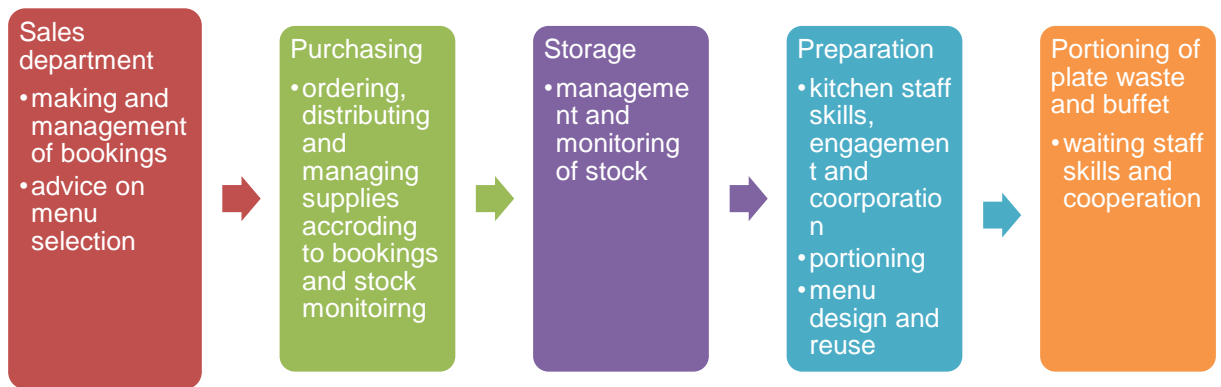 Sales
department
•making and
management
of bookings
•advice on
menu
selection
Purchasing
•ordering,
distributing
and
managing
supplies
accroding
to bookings
and stock
monitoirng
Storage
•manageme
nt and
monitoring
of stock
Preparation
•kitchen staff
skills,
engagemen
t and
coorporatio
n
•portioning
•menu
design and
reuse
Portioning of
plate waste
and buffet
•waiting staff
skills and
cooperation